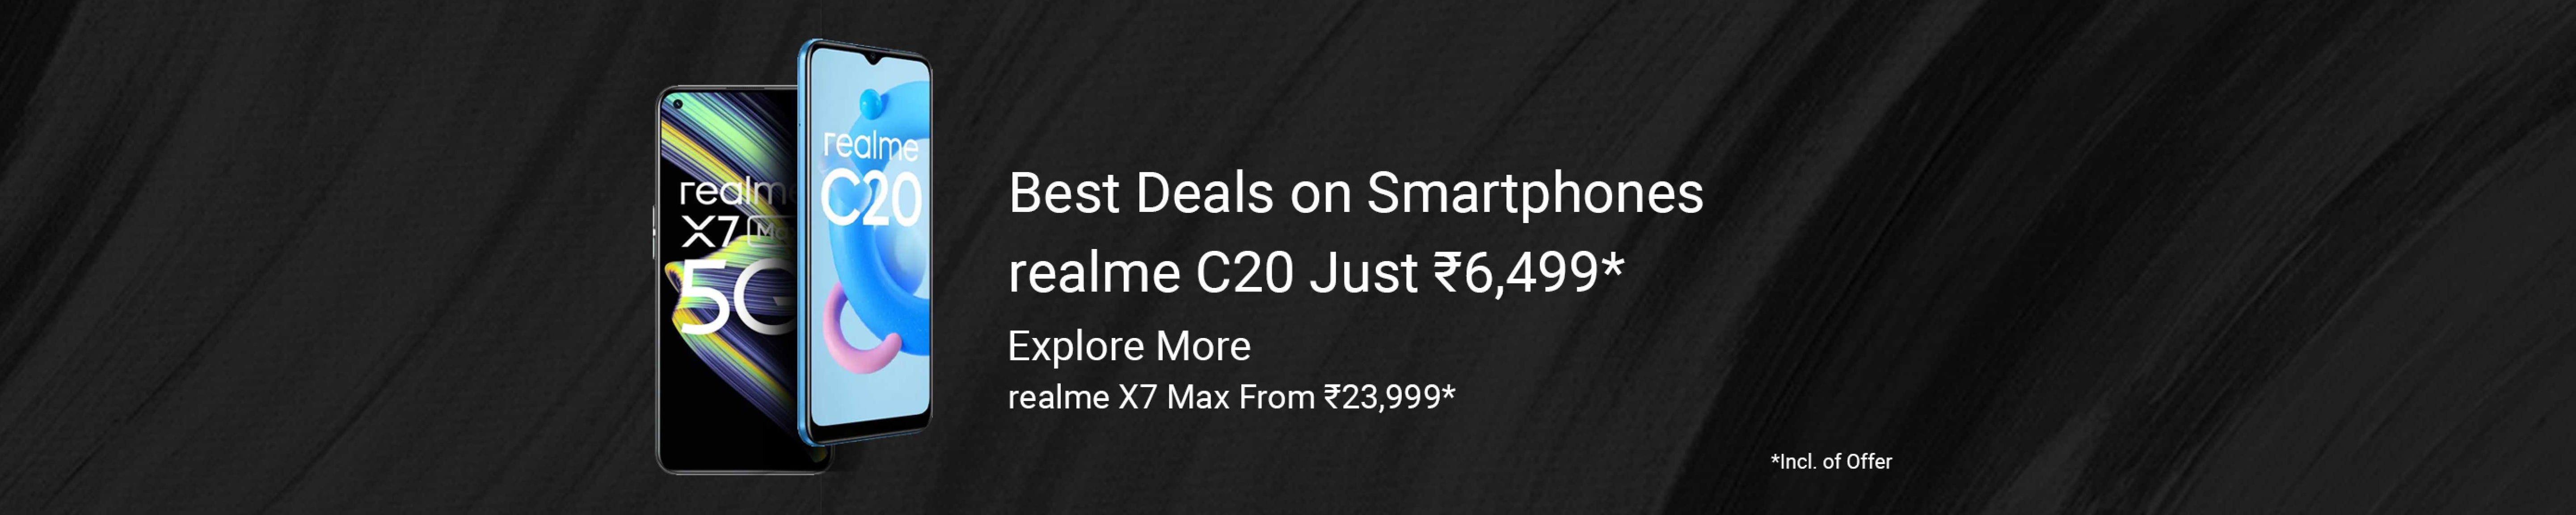 realme
X7
5G
realme
C20
Best Deals on Smartphones
realme C20 Just ₹6,499*
Explore More
realme X7 Max From ₹23,999*
*Incl. of Offer